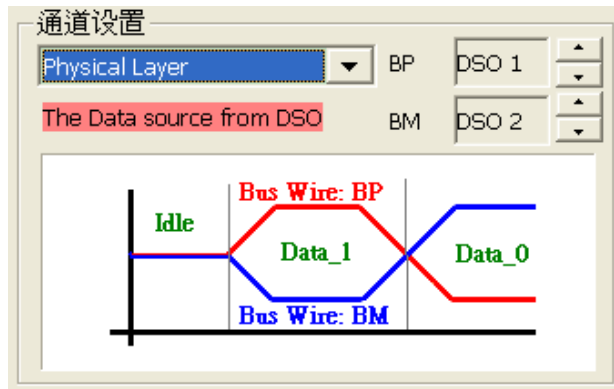 通道设置
Physical Layer BP DSO 1
The Data source from DSO BM DSO 2
Bus Wire: BP
Idle Data_1 Data_0
Bus Wire: BM